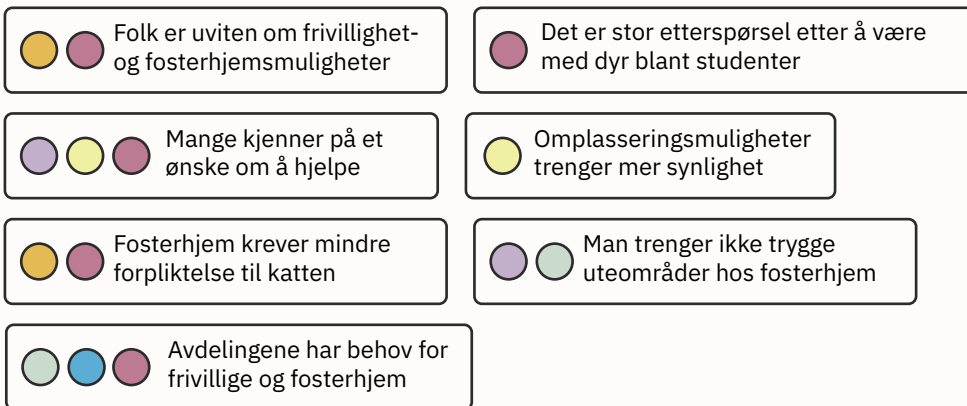 Folk er uviten om frivillighet-
og fosterhjemsmuligheter
Det er stor etterspørsel etter å være
med dyr blant studenter
Mange kjenner på et
ønske om å hjelpe
Omplasseringsmuligheter
trenger mer synlighet
Fosterhjem krever mindre
forpliktelse til katten
Man trenger ikke trygge
uteområder hos fosterhjem
Avdelingene har behov for
frivillige og fosterhjem